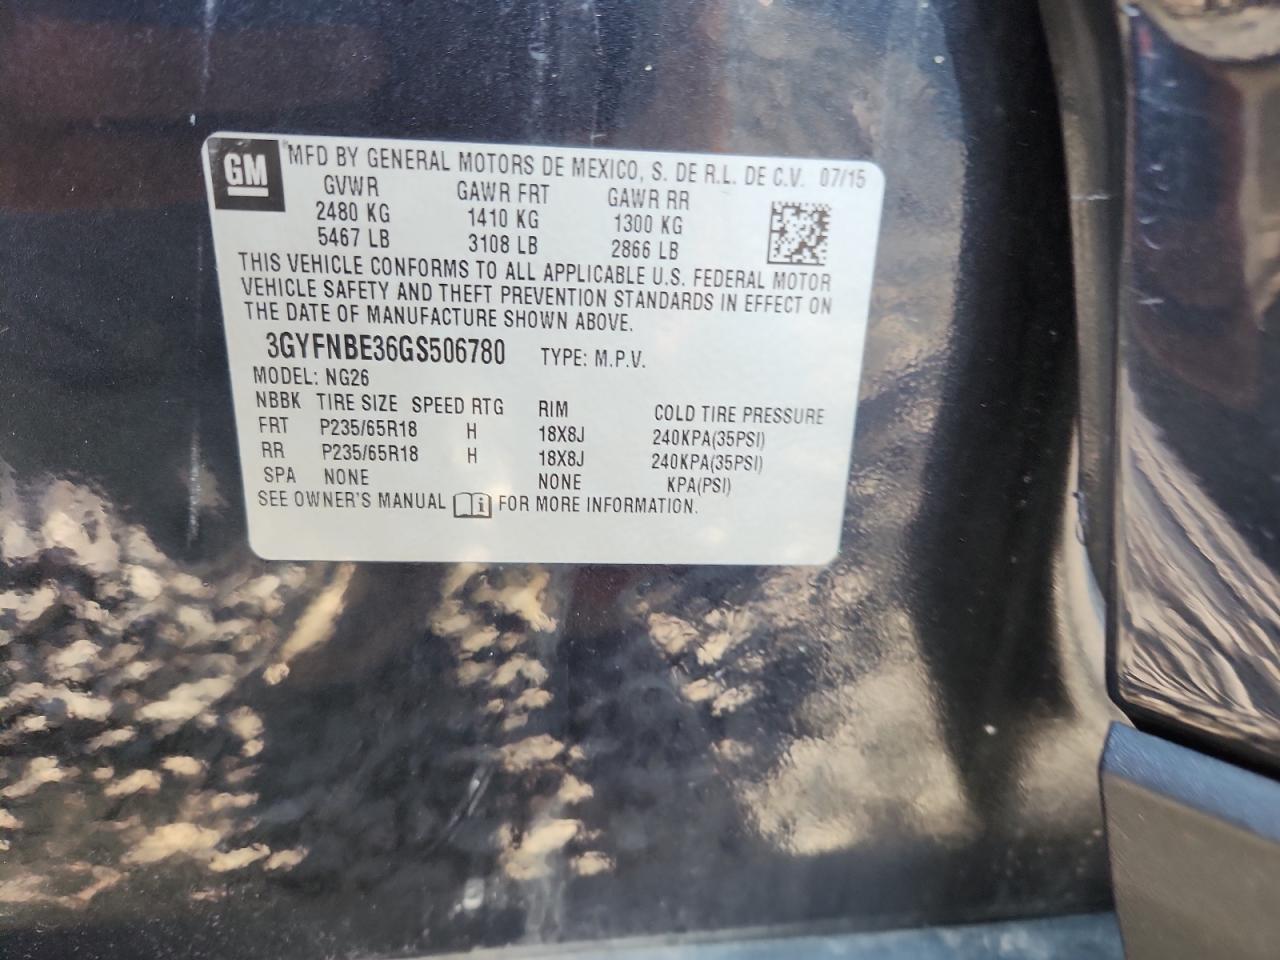 GM ®MFD BY GENERAL MOTORS DE MEXICO, S. DE R.L. DE C.V. 07/15
GVWR GAWR FRT GAWR RR
2480 KG 1410 KG 1300 KG
5467 LB 3108 LB 2866 LB
THIS VEHICLE CONFORMS TO ALL APPLICABLE U.S. FEDERAL MOTOR
VEHICLE SAFETY AND THEFT PREVENTION STANDARDS IN EFFECT ON
THE DATE OF MANUFACTURE SHOWN ABOVE.
3GYFNBE36GS506780 TYPE: M.P.V.
MODEL: NG26
NBBK TIRE SIZE SPEED RTG RIM COLD TIRE PRESSURE
FRT P235/65R18 H 18X8J 240KPA(35PSI)
RR P235/65R18 H 18X8J 240KPA(35PSI)
SPA NONE NONE KPA(PSI)
SEE OWNER'S MANUAL i FOR MORE INFORMATION.